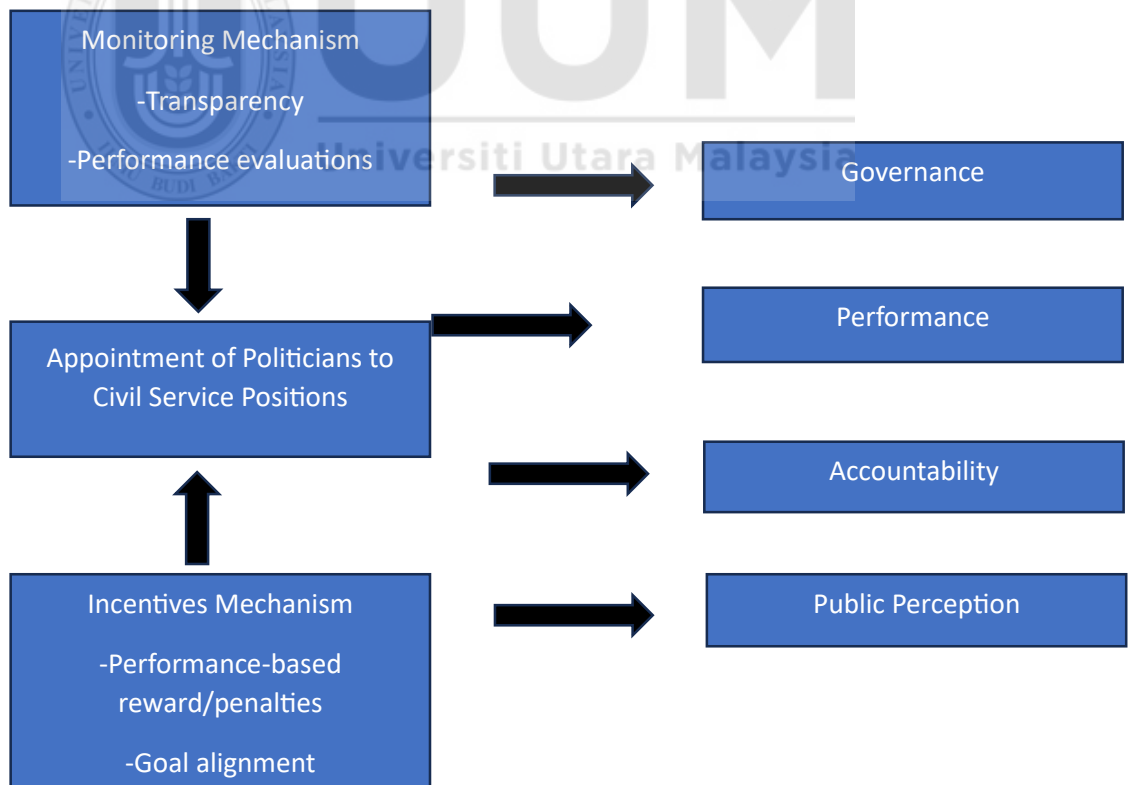 Monitoring Mechanism
-Transparency
-Performance evaluations
UUM
Universiti Utara Malaysia
Governance
Performance
Appointment of Politicians to
Civil Service Positions
Accountability
Incentives Mechanism
-Performance-based
reward/penalties
-Goal alignment
Public Perception